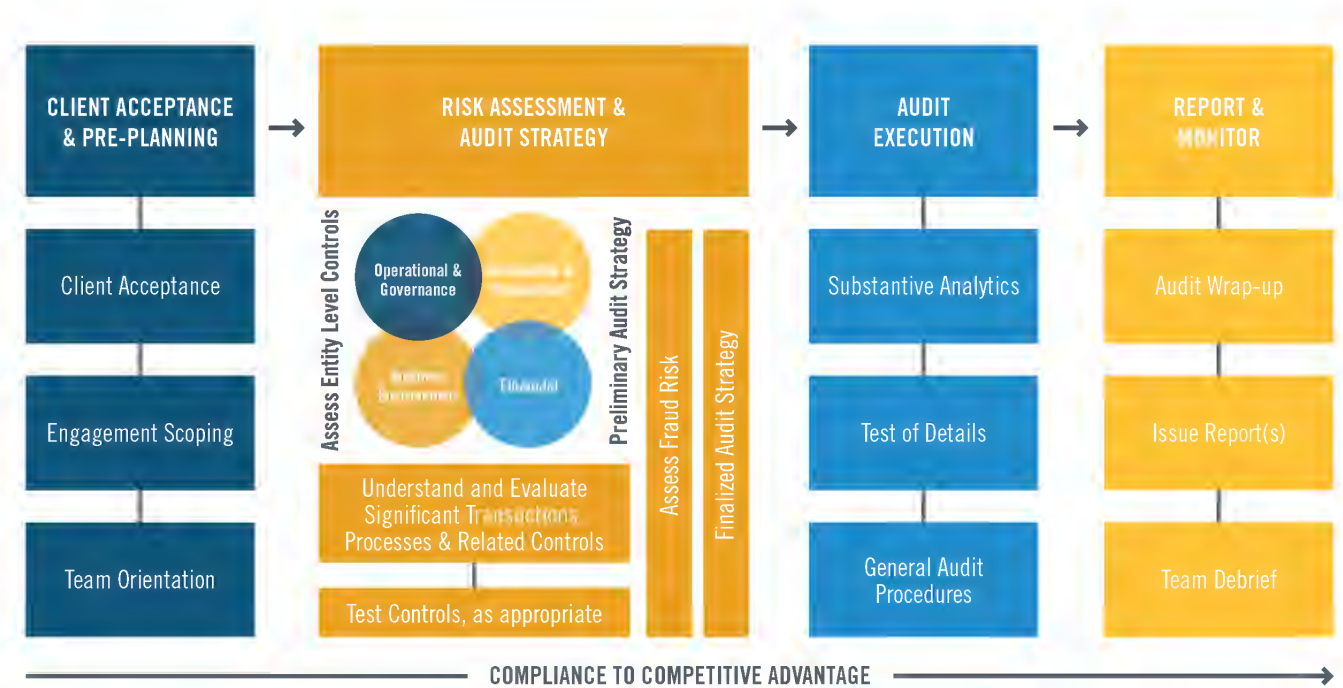 CLIENT ACCEPTANCE
& PRE-PLANNING
Client Acceptance
Engagement Scoping
Team Orientation
RISK ASSESSMENT &
AUDIT STRATEGY
Assess Entity Level Controls
Operational &
Governance
Financial
Preliminary Audit Strategy
Understand and Evaluate
Significant Transactions,
Processes & Related Controls
Test Controls, as appropriate
Assess Fraud Risk
Finalized Audit Strategy
AUDIT
EXECUTION
Substantive Analytics
Test of Details
General Audit
Procedures
REPORT &
MONITOR
Audit Wrap-up
Issue Report(s)
Team Debrief
COMPLIANCE TO COMPETITIVE ADVANTAGE